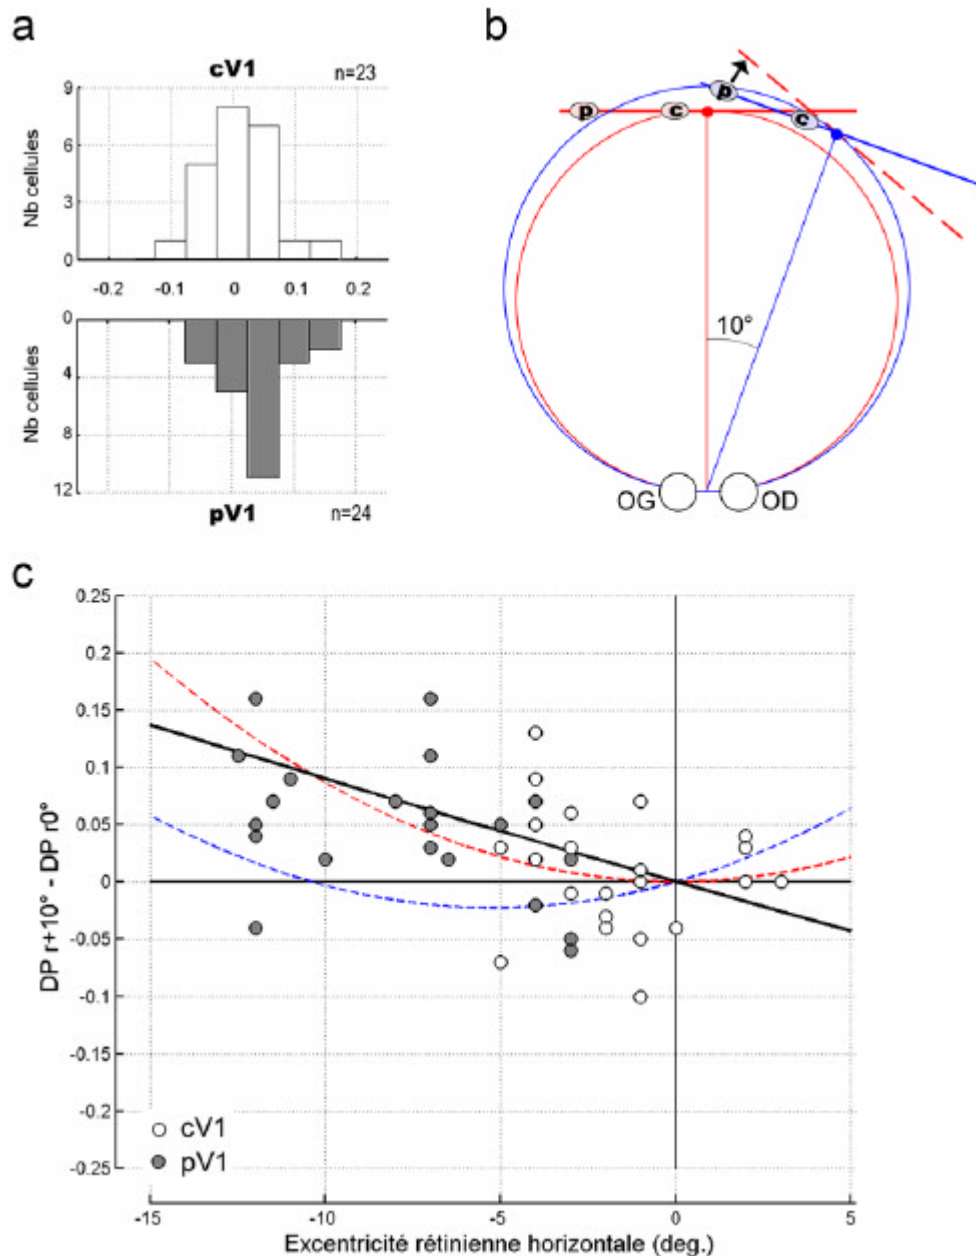 a
cV1
n=23
Nb cellules
9
6
3
0
-0.2 -0.1 0 0.1 0.2
Nb cellules
0
4
8
12
pV1
n=24
b
p c p c
10°
OG OD
c
DP r+10° - DP r0°
0.25
0.2
0.15
0.1
0.05
0
-0.05
-0.1
-0.15
-0.2
-0.25
cV1
pV1
-15 -10 -5 0 5
Excentricité rétinienne horizontale (deg.)